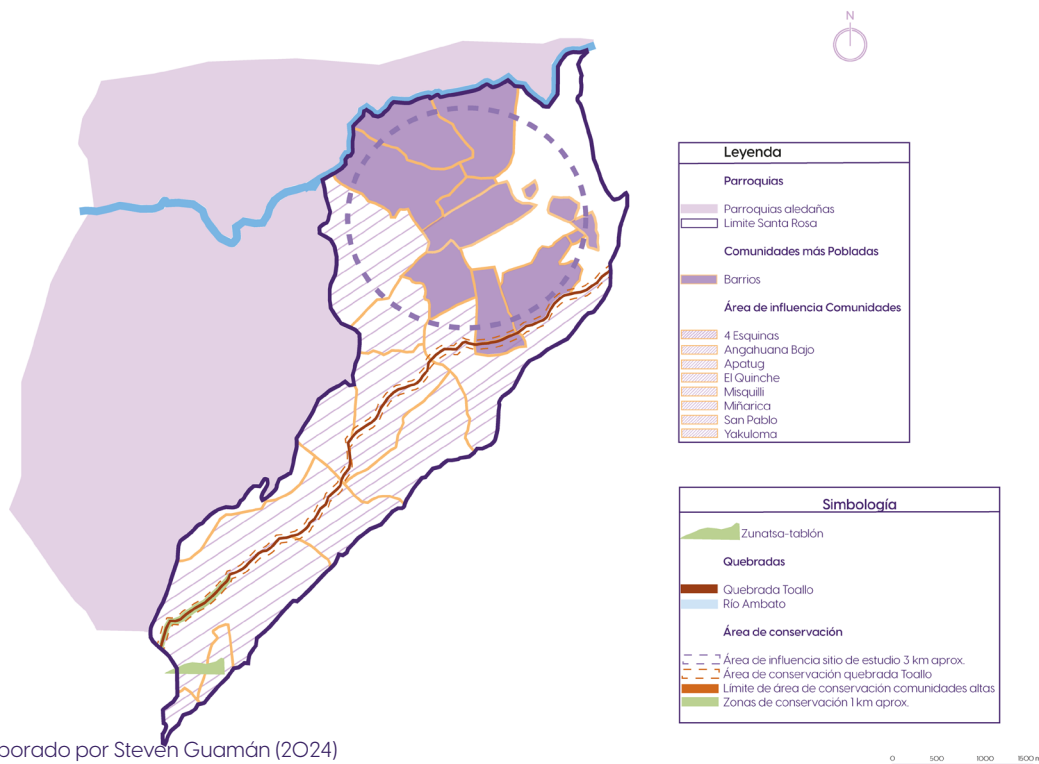 N
Leyenda
Parroquias
Parroquias aledañas
Limite Santa Rosa
Comunidades más Pobladas
Barrios
Área de influencia Comunidades
4 Esquinas
Angahuana Bajo
Apatug
El Quinche
Misquilli
Miñarica
San Pablo
Yakuloma
Simbología
Zunatsa-tablón
Quebradas
Quebrada Toallo
Río Ambato
Área de conservación
Área de influencia sitio de estudio 3 km aprox.
Área de conservación quebrada Toallo
Límite de área de conservación comunidades altas
Zonas de conservación 1 km aprox.
borado por Steven Guamán (2024)
0 500 1000 1500 m